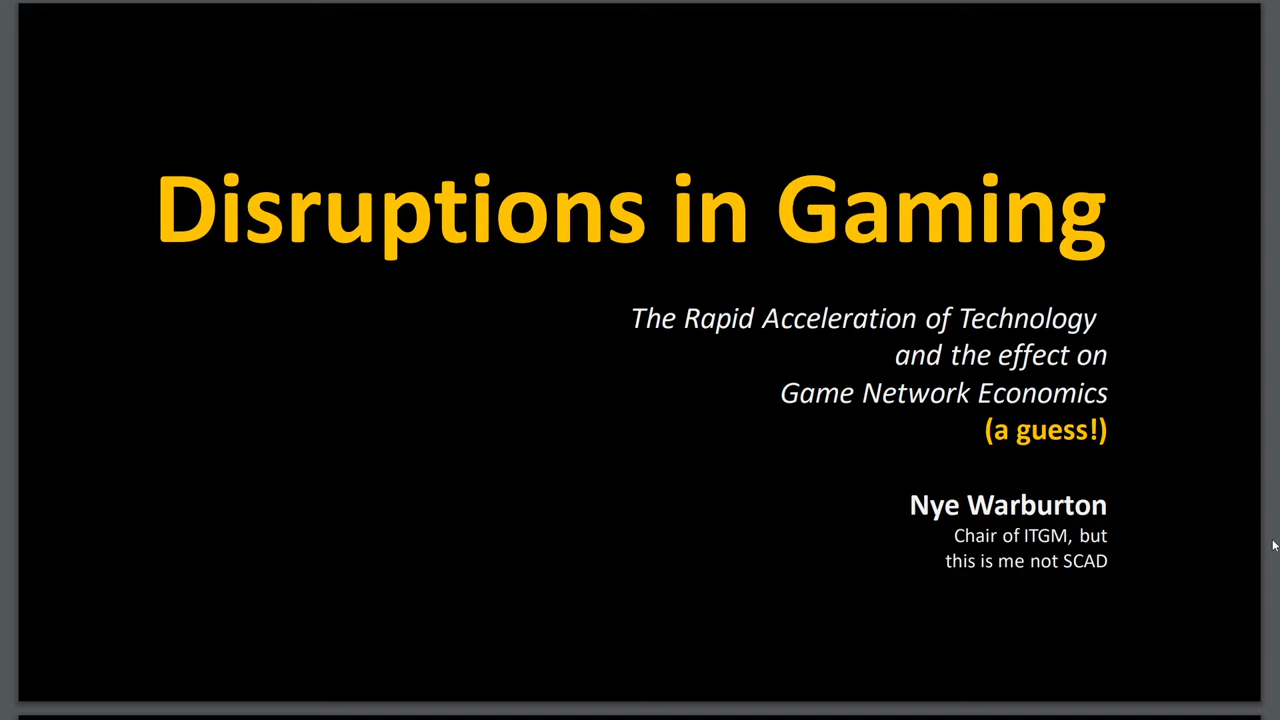 Disruptions in Gaming
The Rapid Acceleration of Technology
and the effect on
Game Network Economics
(a guess!)
Nye Warburton
Chair of ITGM, but
this is me not SCAD